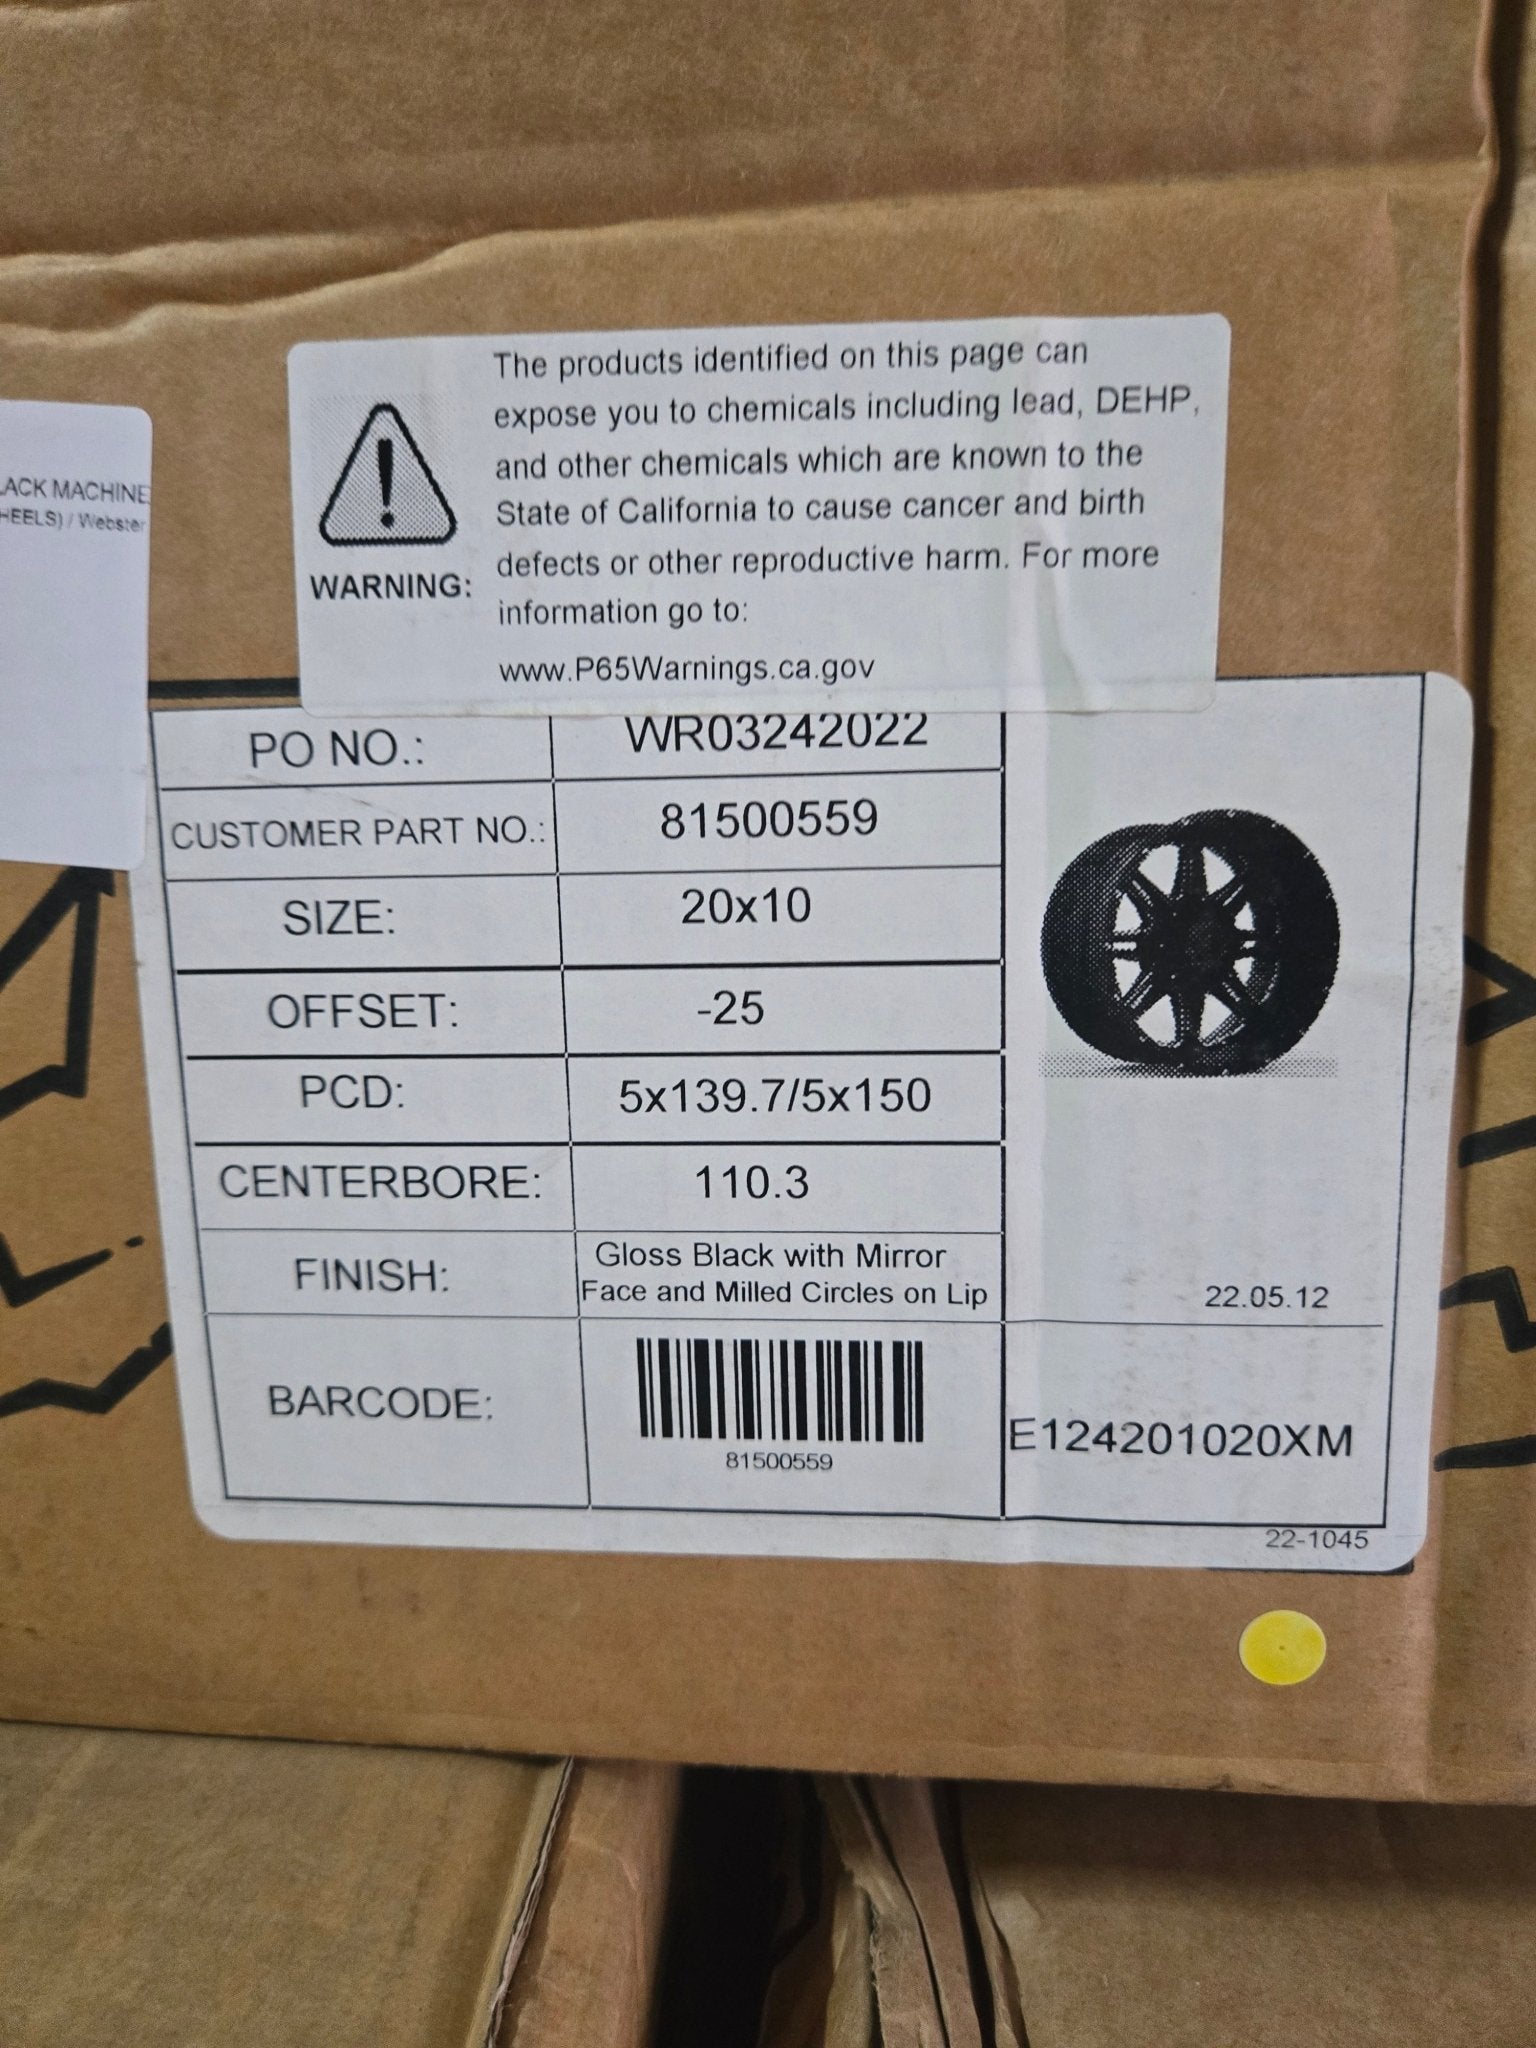 The products identified on this page can
expose you to chemicals including lead, DEHP,
and other chemicals which are known to the
State of California to cause cancer and birth
defects or other reproductive harm. For more
information go to:
www.P65Warnings.ca.gov
WARNING:
LACK MACHINE
HEELS) / Webster
PO NO.: WR03242022
CUSTOMER PART NO.: 81500559
SIZE: 20x10
OFFSET: -25
PCD: 5x139.7/5x150
CENTERBORE: 110.3
FINISH: Gloss Black with Mirror
Face and Milled Circles on Lip
22.05.12
BARCODE:
81500559
E124201020XM
22-1045